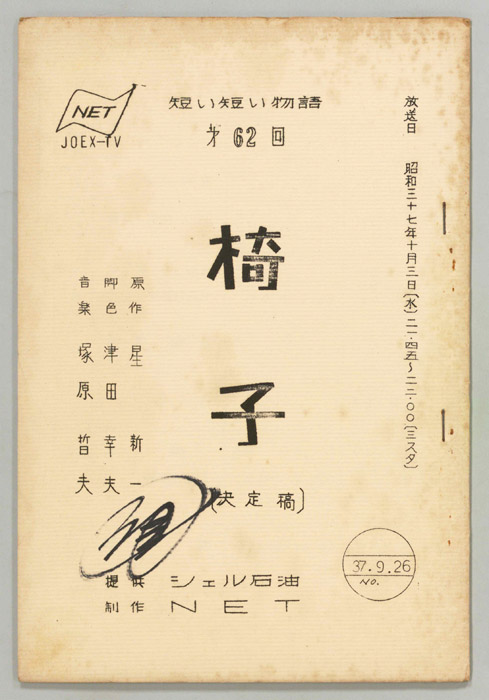 NET
JOEX-TV
短い短い物語
才62回
椅子
(決定稿)
放送日 昭和三十七年十月三日(水)二一・四五〜二二・〇〇(三スタ)
原作 星新一
脚色 津田幸夫
音楽 塚原哲夫
提供 シェル石油
制作 NET
37.9.26
NO.